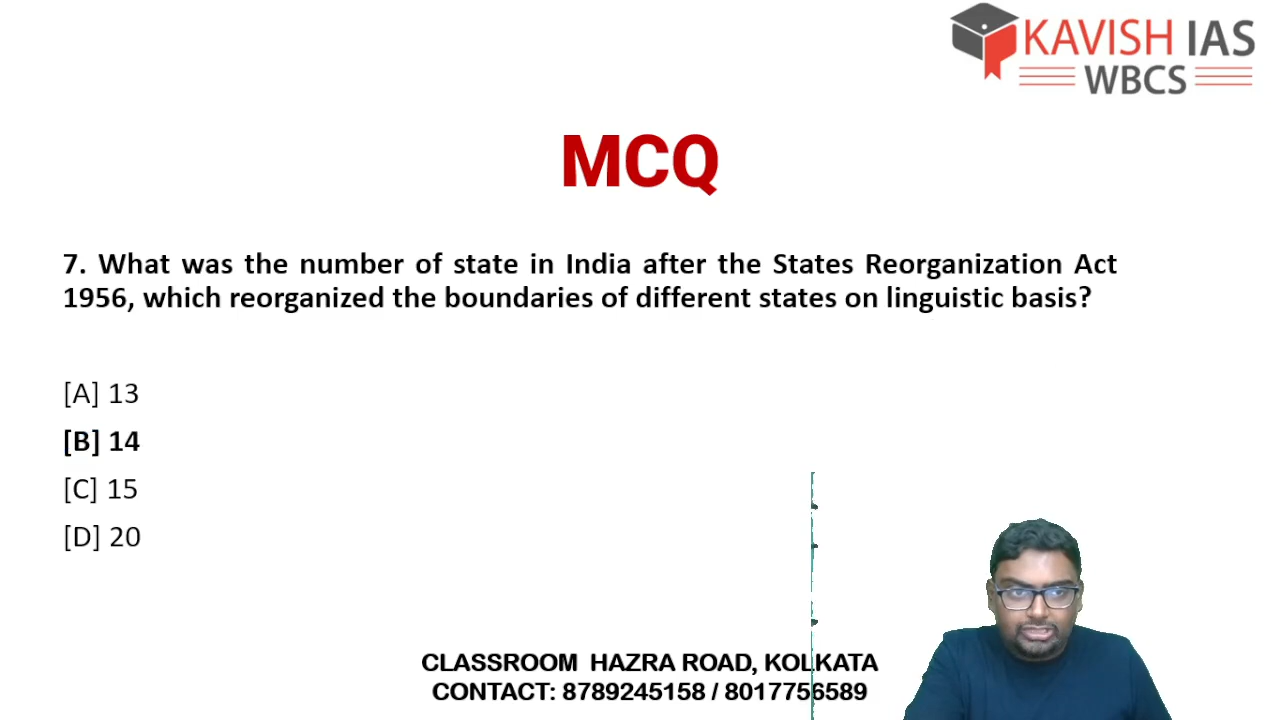 KAVISH IAS
WBCS
MCQ
7. What was the number of state in India after the States Reorganization Act
1956, which reorganized the boundaries of different states on linguistic basis?
[A] 13
[B] 14
[C] 15
[D] 20
CLASSROOM HAZRA ROAD, KOLKATA
CONTACT: 8789245158 / 8017756589